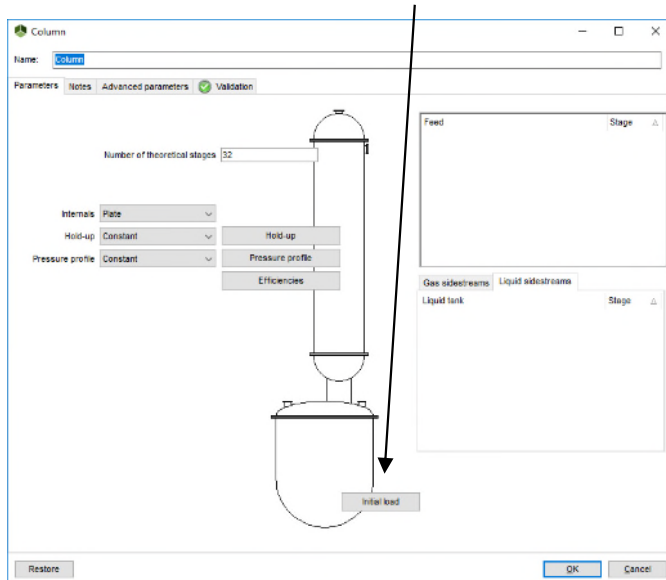 Column
Name: Column
Parameters Notes Advanced parameters Validation
Feed Stage
Number of theoretical stages 32
Internals Plate
Hold-up Constant Hold-up
Pressure profile Constant Pressure profile
Efficiencies
Gas sidestreams Liquid sidestreams
Liquid tank Stage
Initial load
Restore OK Cancel